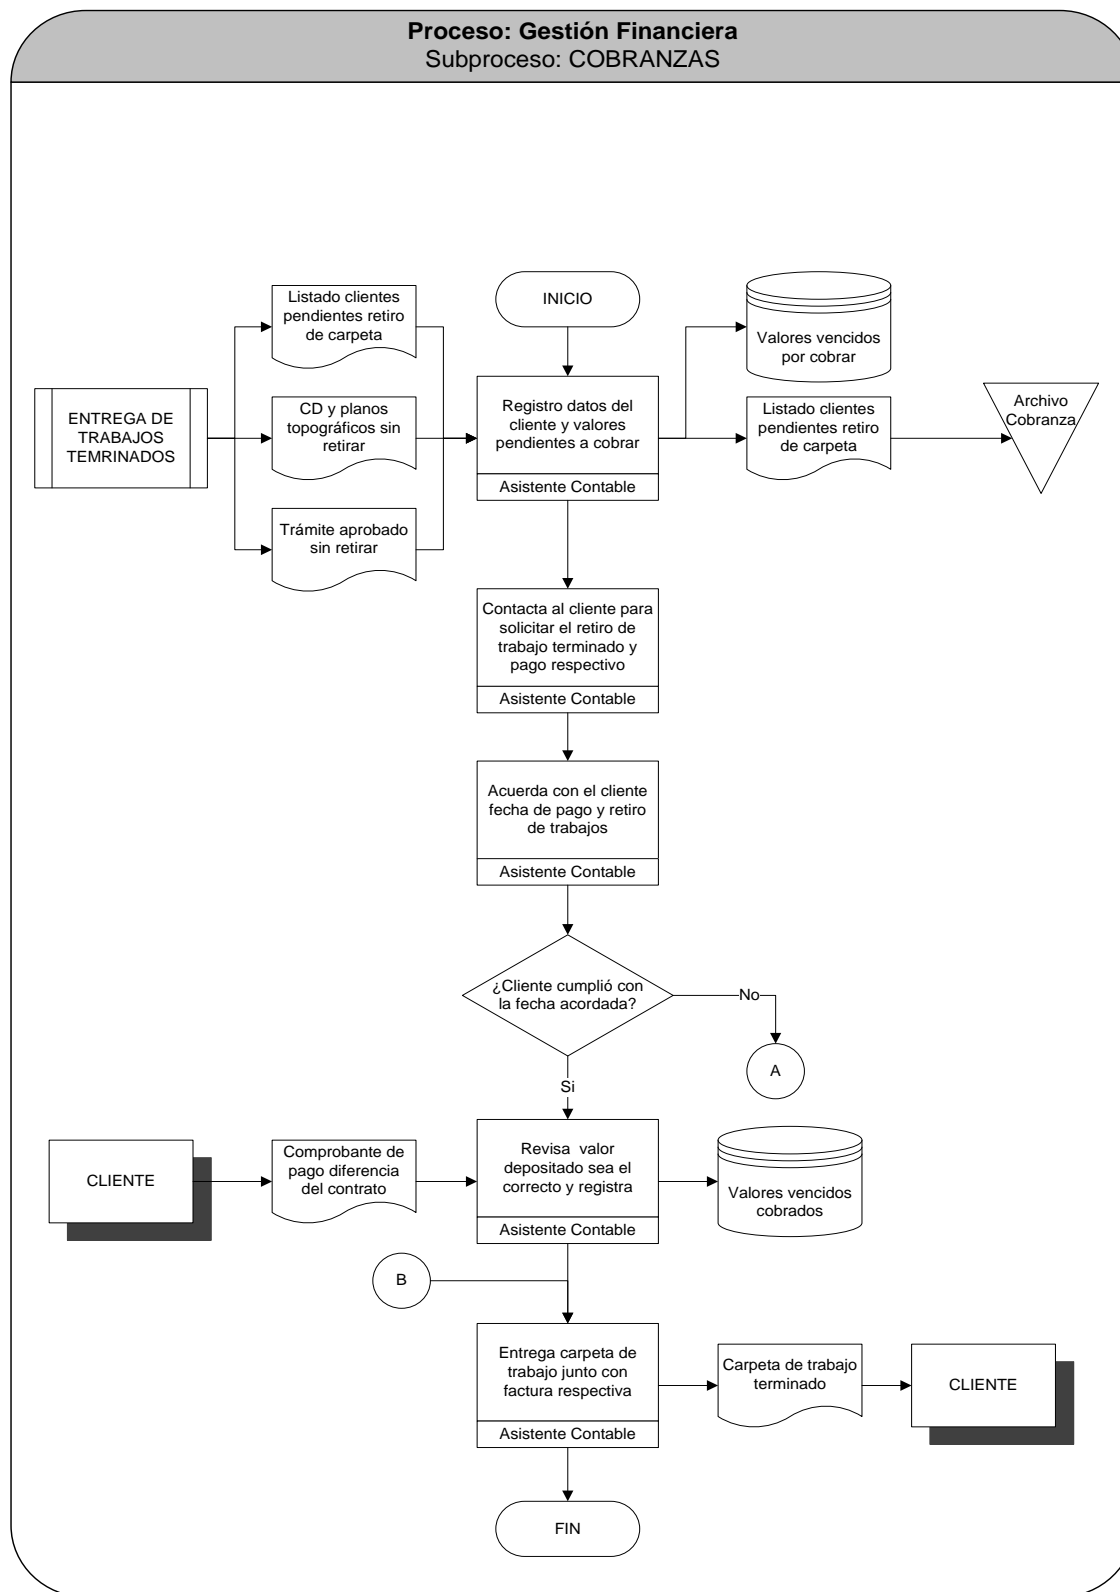 Proceso: Gestión Financiera
Subproceso: COBRANZAS
Listado clientes
pendientes retiro
de carpeta
INICIO
Valores vencidos
por cobrar
ENTREGA DE
TRABAJOS
TEMRINADOS
CD y planos
topográficos sin
retirar
Registro datos del
cliente y valores
pendientes a cobrar
Asistente Contable
Listado clientes
pendientes retiro
de carpeta
Archivo
Cobranza
Trámite aprobado
sin retirar
Contacta al cliente para
solicitar el retiro de
trabajo terminado y
pago respectivo
Asistente Contable
Acuerda con el cliente
fecha de pago y retiro
de trabajos
Asistente Contable
¿Cliente cumplió con
la fecha acordada?
No
A
Si
CLIENTE
Comprobante de
pago diferencia
del contrato
Revisa valor
depositado sea el
correcto y registra
Asistente Contable
Valores vencidos
cobrados
B
Entrega carpeta de
trabajo junto con
factura respectiva
Asistente Contable
Carpeta de trabajo
terminado
CLIENTE
FIN